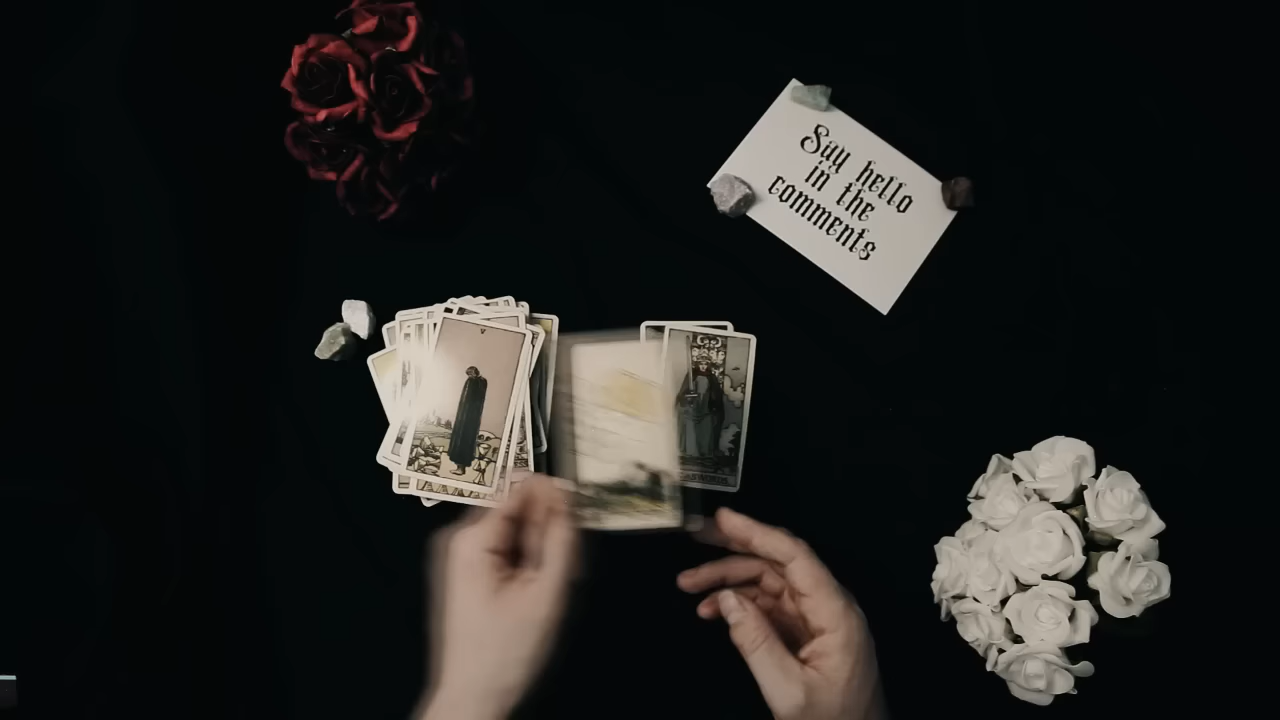 Say hello
in the
comments
V